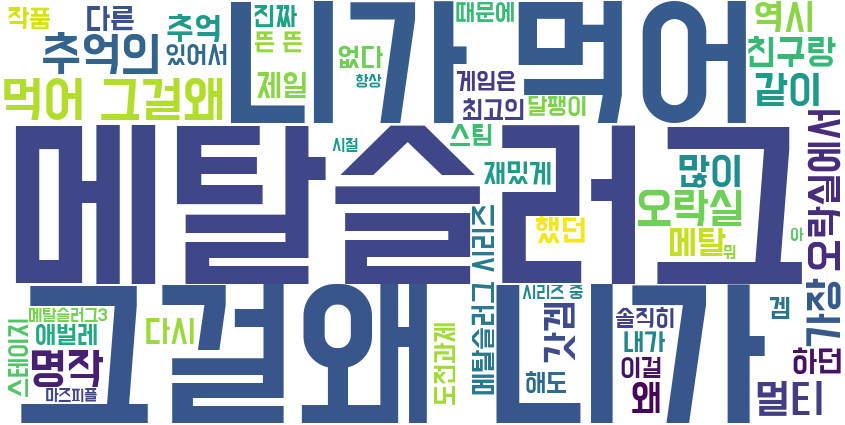 작품
다른
추억
진짜
때문에
역시
추억의
있어서
뜬 뜬
없다
니가 먹어
친구랑
먹어 그걸왜
제일
항상
게임은
최고의
달팽이
같이
메탈슬러그
시절
스팀
재밌게
많이
오락실에서
오락실
했던
메탈
뭐
아
메탈슬러그 시리즈
그걸왜 니가
시리즈 중
메탈슬러그3
스테이지
애벌레
다시
명작
마즈피플
도전과제
해도
갓겜
솔직히
내가
이걸
왜
겜
가장
하던
멀티